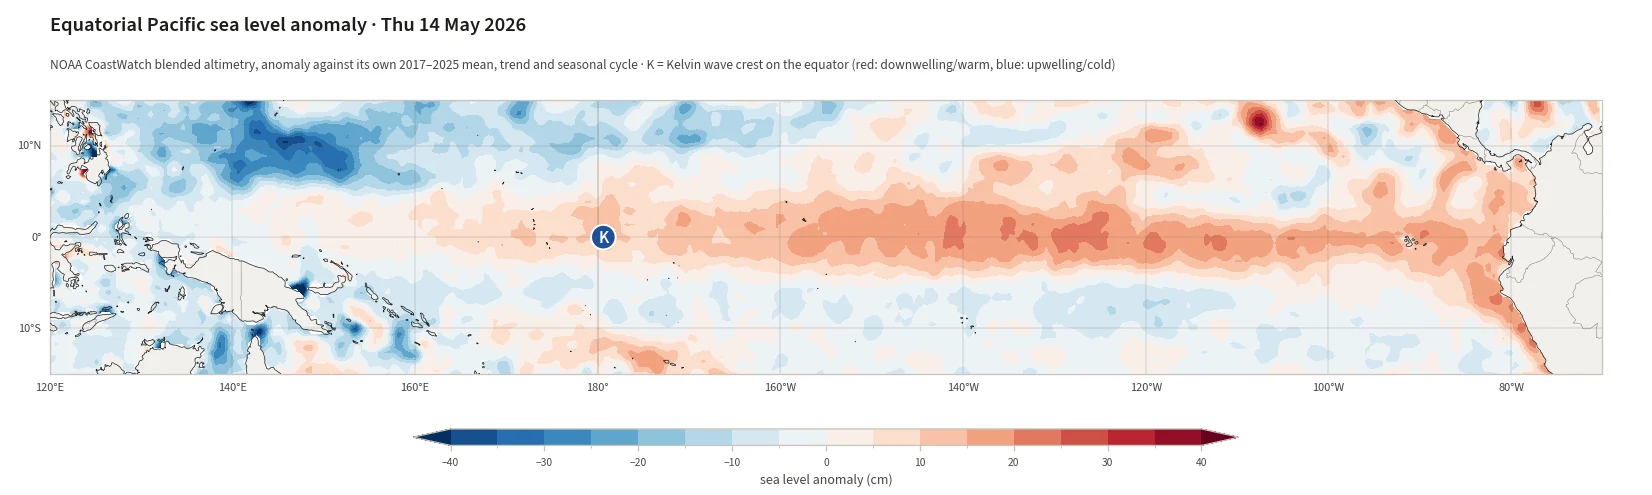 Equatorial Pacific sea level anomaly · Thu 14 May 2026
NOAA CoastWatch blended altimetry, anomaly against its own 2017–2025 mean, trend and seasonal cycle · K = Kelvin wave crest on the equator (red: downwelling/warm, blue: upwelling/cold)
10°N
0°
K
10°S
120°E 140°E 160°E 180° 160°W 140°W 120°W 100°W 80°W
−40 −30 −20 −10 0 10 20 30 40
sea level anomaly (cm)